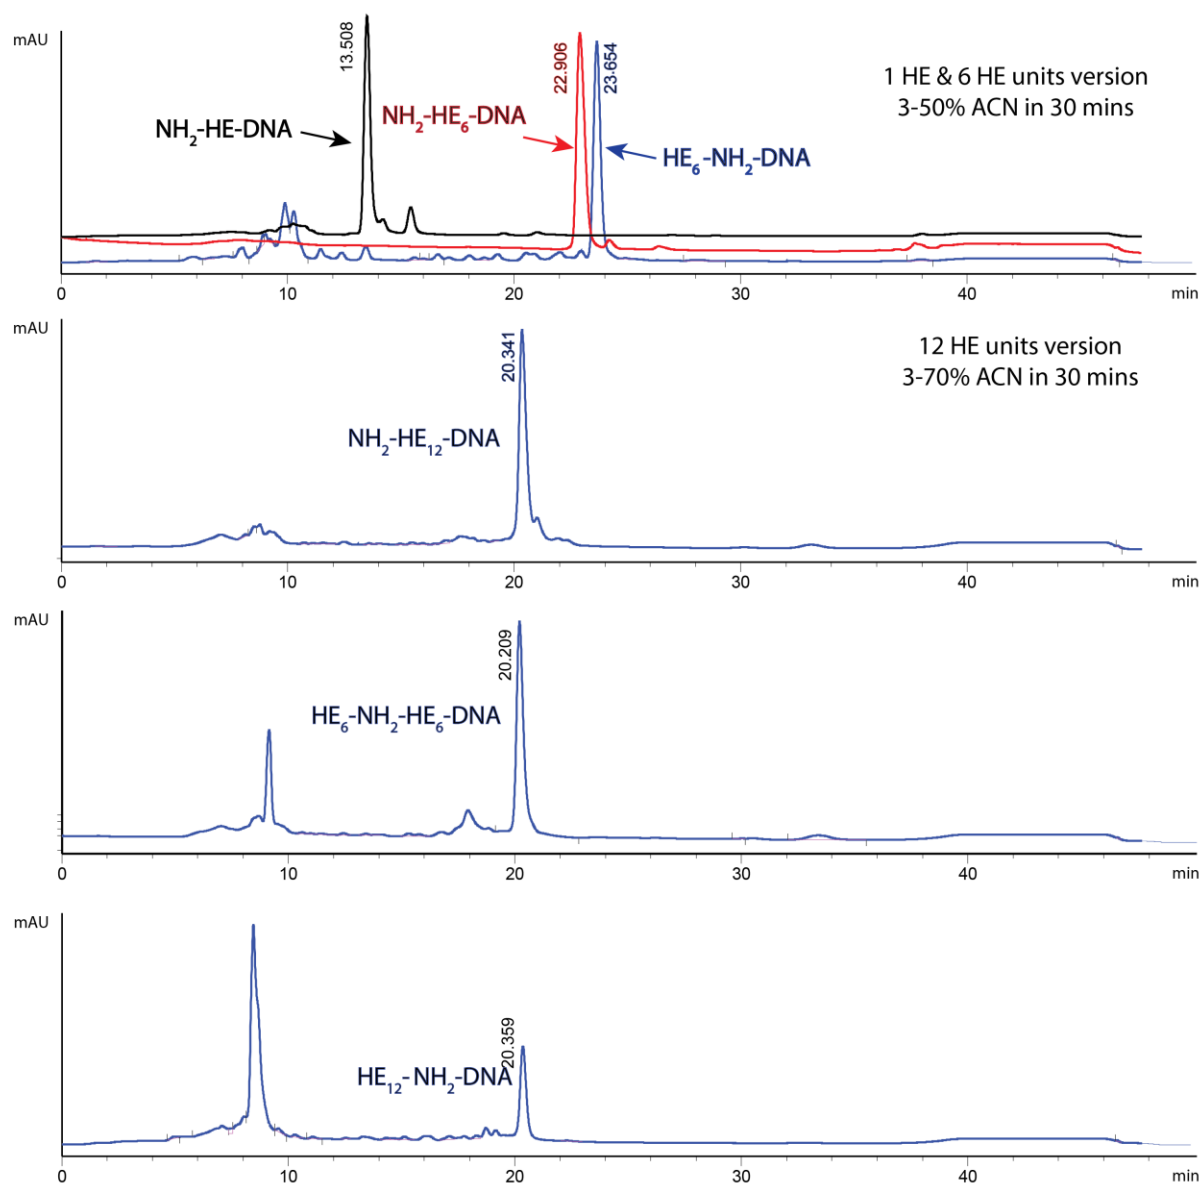 mAU
13.508
22.906
23.654
1 HE & 6 HE units version
3-50% ACN in 30 mins
NH2-HE-DNA
NH2-HE6-DNA
HE6-NH2-DNA
0 10 20 30 40 min
mAU
20.341
12 HE units version
3-70% ACN in 30 mins
NH2-HE12-DNA
0 10 20 30 40 min
mAU
20.209
HE6-NH2-HE6-DNA
0 10 20 30 40 min
mAU
20.359
HE12- NH2-DNA
0 10 20 30 40 min